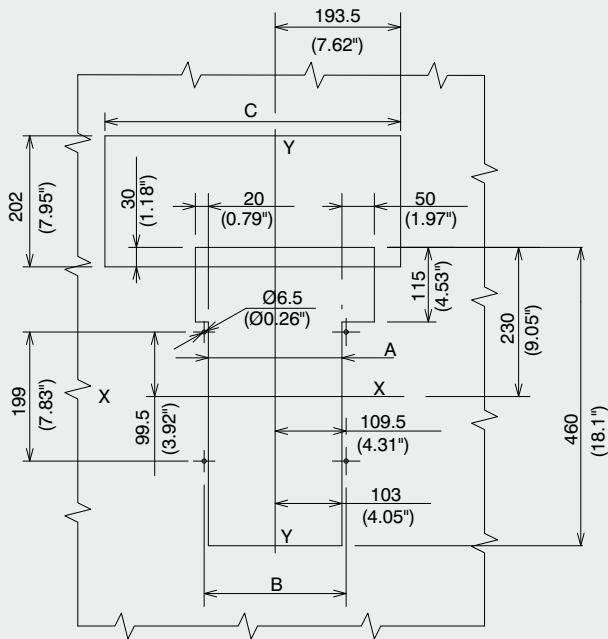 193.5
(7.62")
C
Y
202
(7.95")
30
(1.18")
20
(0.79")
50
(1.97")
115
(4.53")
230
(9.05")
Ø6.5
(Ø0.26")
A
199
(7.83")
X
99.5
(3.92")
X
109.5
(4.31")
460
(18.1")
103
(4.05")
Y
B